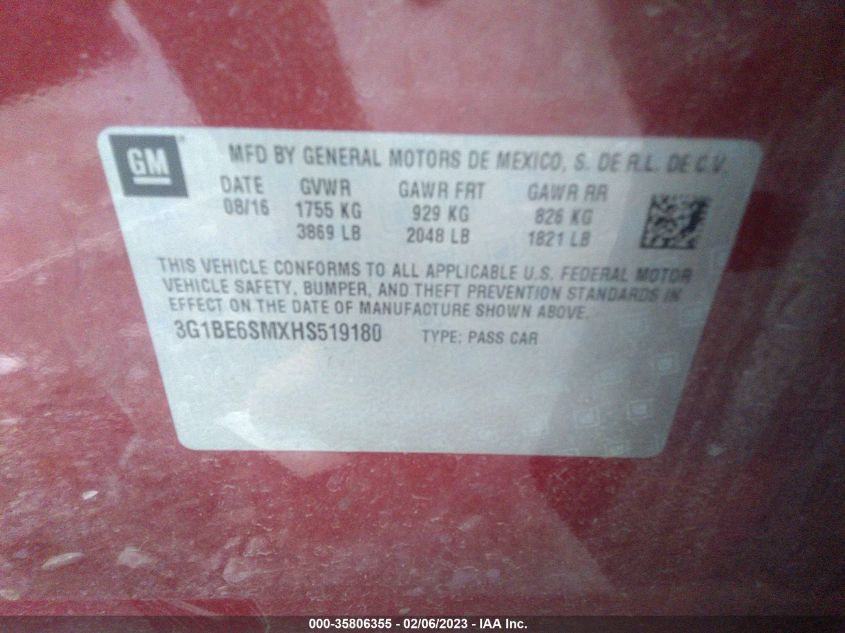 GM
MFD BY GENERAL MOTORS DE MEXICO, S. DE R.L. DE C.V.
DATE GVWR GAWR FRT GAWR RR
08/16 1755 KG 929 KG 826 KG
3869 LB 2048 LB 1821 LB
THIS VEHICLE CONFORMS TO ALL APPLICABLE U.S. FEDERAL MOTOR
VEHICLE SAFETY, BUMPER, AND THEFT PREVENTION STANDARDS IN
EFFECT ON THE DATE OF MANUFACTURE SHOWN ABOVE.
3G1BE6SMXHS519180 TYPE: PASS CAR
000-35806355 — 02/06/2023 — IAA Inc.